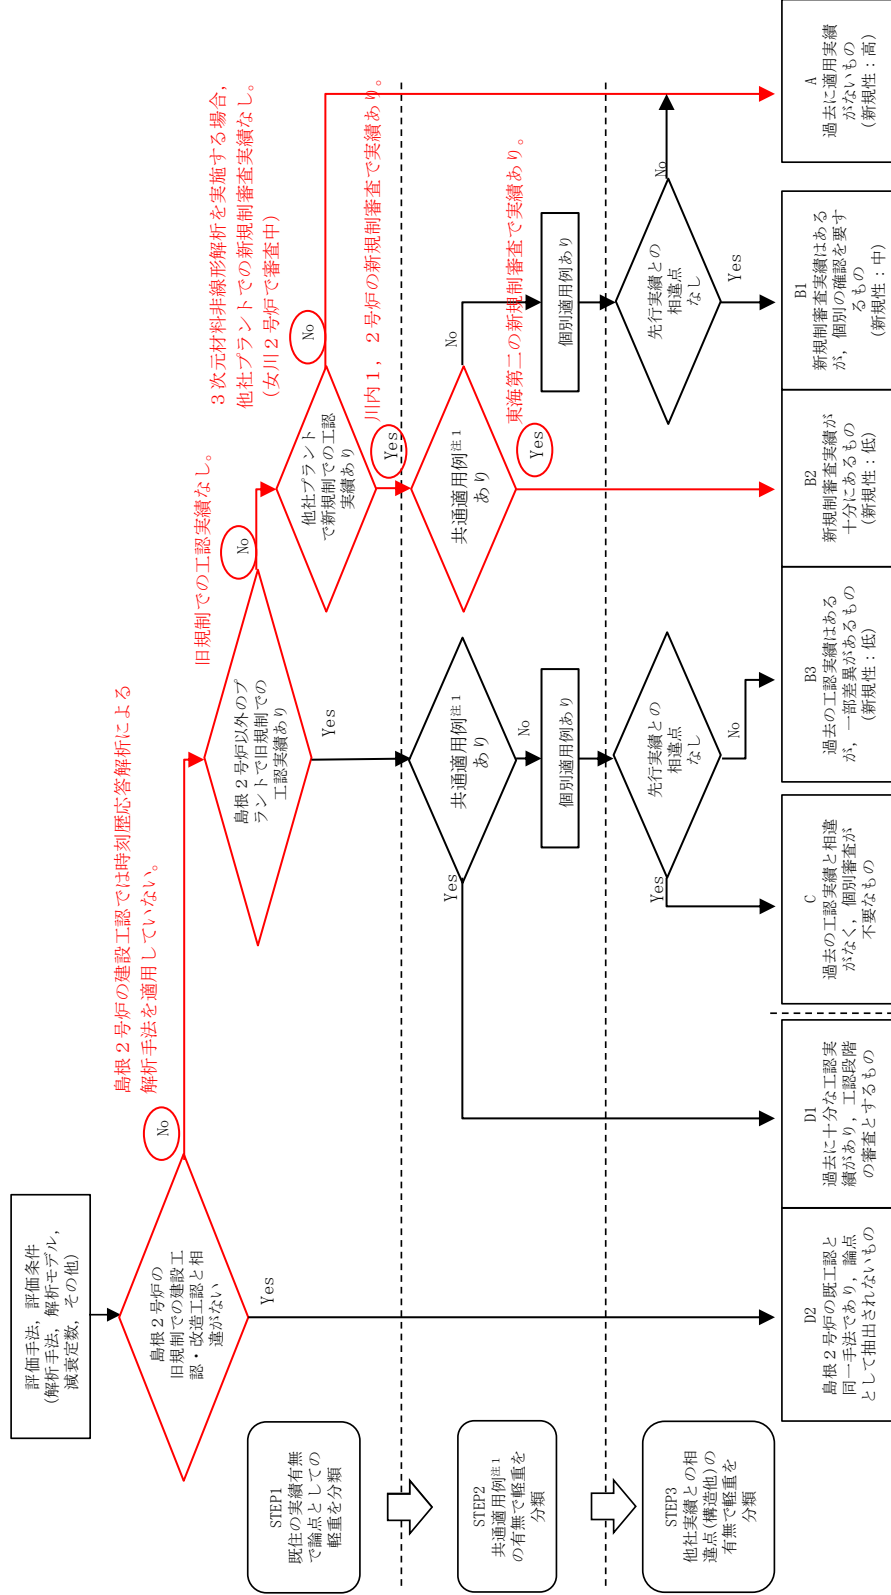 評価手法，評価条件
(解析手法，解析モデル，
減衰定数，その他)
島根２号炉の
旧規制での建設工
認・改造工認と相
違がない
Yes
No
島根２号炉の建設工認では時刻歴応答解析による
解析手法を適用していない。
島根２号炉以外のプ
ラントで旧規制での
工認実績あり
Yes
No
旧規制での工認実績なし。
他社プラント
で新規制での工認
実績あり
No
３次元材料非線形解析を実施する場合，
他社プラントでの新規制審査実績なし。
(女川２号炉で審査中)
Yes
川内１，２号炉の新規制審査で実績あり。
共通適用例注１
あり
Yes
No
個別適用例あり
先行実績との
相違点
なし
Yes
No
共通適用例注１
あり
Yes
東海第二の新規制審査で実績あり。
No
個別適用例あり
先行実績との
相違点
なし
No
Yes
STEP1
既往の実績有無
で論点としての
軽重を分類
STEP2
共通適用例注１
の有無で軽重を
分類
STEP3
他社実績との相
違点(構造他)の
有無で軽重を
分類
D2
島根２号炉の既工認と
同一手法であり，論点
として抽出されないもの
D1
過去に十分な工認実
績があり，工認段階
の審査とするもの
C
過去の工認実績と相違
がなく，個別審査が
不要なもの
B3
過去の工認実績はある
が，一部差異があるもの
(新規性：低)
B2
新規制審査実績が
十分にあるもの
(新規性：低)
B1
新規制審査実績はある
が，個別の確認を要す
るもの
(新規性：中)
A
過去に適用実績
がないもの
(新規性：高)